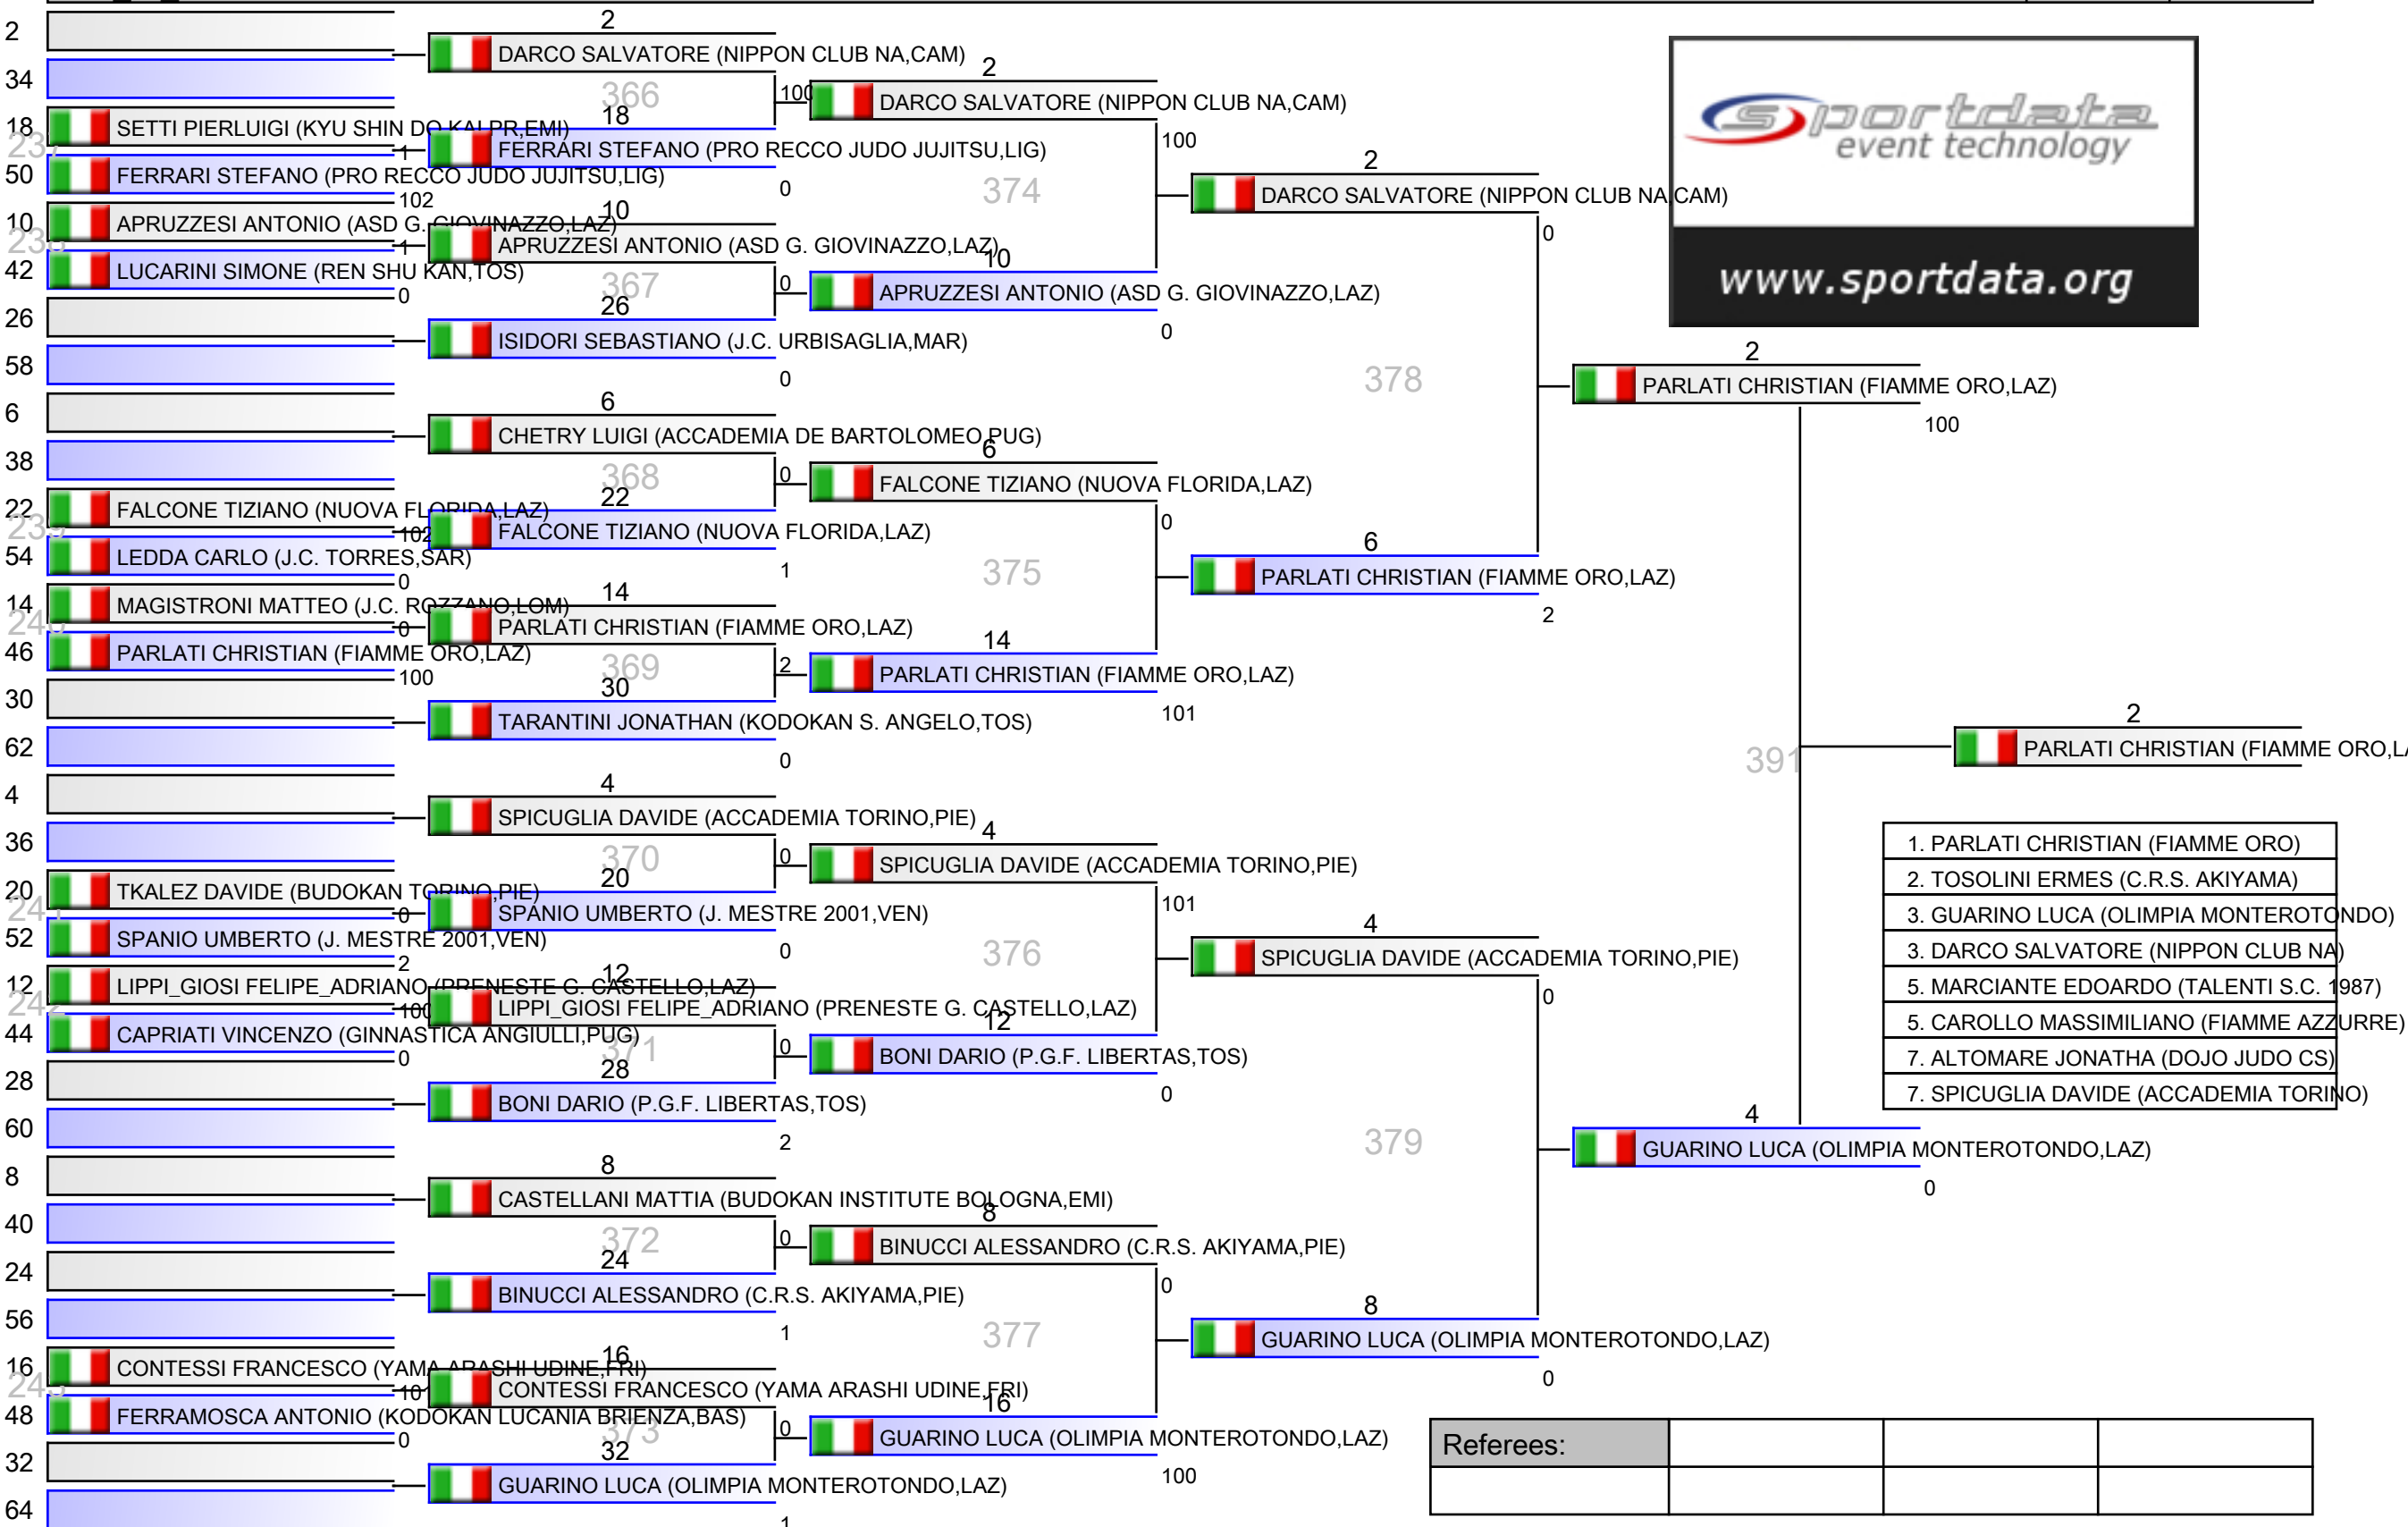 2
34
18 SETTI PIERLUIGI (KYU SHIN DO KAI PR,EMI)
1
50 FERRARI STEFANO (PRO RECCO JUDO JUJITSU,LIG)
102
10 APRUZZESI ANTONIO (ASD G. GIOVINAZZO,LAZ)
1
42 LUCARINI SIMONE (REN SHU KAN,TOS)
0
26
58
6
38
22 FALCONE TIZIANO (NUOVA FLORIDA,LAZ)
102
54 LEDDA CARLO (J.C. TORRES,SAR)
0
14 MAGISTRONI MATTEO (J.C. ROZZANO,LOM)
0
46 PARLATI CHRISTIAN (FIAMME ORO,LAZ)
100
30
62
4
36
20 TKALEZ DAVIDE (BUDOKAN TORINO,PIE)
0
52 SPANIO UMBERTO (J. MESTRE 2001,VEN)
2
12 LIPPI_GIOSI FELIPE_ADRIANO (PRENESTE G. CASTELLO,LAZ)
100
44 CAPRIATI VINCENZO (GINNASTICA ANGIULLI,PUG)
0
28
60
8
40
24
56
16 CONTESSI FRANCESCO (YAMA ARASHI UDINE,FRI)
48 FERRAMOSCA ANTONIO (KODOKAN LUCANIA BRIENZA,BAS)
0
32
64
2
DARCO SALVATORE (NIPPON CLUB NA,CAM)
366
100
18
FERRARI STEFANO (PRO RECCO JUDO JUJITSU,LIG)
0
10
APRUZZESI ANTONIO (ASD G. GIOVINAZZO,LAZ)
367
0
26
ISIDORI SEBASTIANO (J.C. URBISAGLIA,MAR)
0
6
CHETRY LUIGI (ACCADEMIA DE BARTOLOMEO,PUG)
368
0
22
FALCONE TIZIANO (NUOVA FLORIDA,LAZ)
1
14
PARLATI CHRISTIAN (FIAMME ORO,LAZ)
369
2
30
TARANTINI JONATHAN (KODOKAN S. ANGELO,TOS)
0
4
SPICUGLIA DAVIDE (ACCADEMIA TORINO,PIE)
370
0
20
SPANIO UMBERTO (J. MESTRE 2001,VEN)
0
12
LIPPI_GIOSI FELIPE_ADRIANO (PRENESTE G. CASTELLO,LAZ)
371
0
28
BONI DARIO (P.G.F. LIBERTAS,TOS)
2
8
CASTELLANI MATTIA (BUDOKAN INSTITUTE BOLOGNA,EMI)
372
0
24
BINUCCI ALESSANDRO (C.R.S. AKIYAMA,PIE)
1
16
CONTESSI FRANCESCO (YAMA ARASHI UDINE,FRI)
373
0
32
GUARINO LUCA (OLIMPIA MONTEROTONDO,LAZ)
1
2
DARCO SALVATORE (NIPPON CLUB NA,CAM)
100
374
10
APRUZZESI ANTONIO (ASD G. GIOVINAZZO,LAZ)
0
6
FALCONE TIZIANO (NUOVA FLORIDA,LAZ)
0
375
14
PARLATI CHRISTIAN (FIAMME ORO,LAZ)
101
4
SPICUGLIA DAVIDE (ACCADEMIA TORINO,PIE)
101
376
12
BONI DARIO (P.G.F. LIBERTAS,TOS)
0
8
BINUCCI ALESSANDRO (C.R.S. AKIYAMA,PIE)
0
377
16
GUARINO LUCA (OLIMPIA MONTEROTONDO,LAZ)
100
2
DARCO SALVATORE (NIPPON CLUB NA,CAM)
0
378
6
PARLATI CHRISTIAN (FIAMME ORO,LAZ)
2
4
SPICUGLIA DAVIDE (ACCADEMIA TORINO,PIE)
0
379
8
GUARINO LUCA (OLIMPIA MONTEROTONDO,LAZ)
0
sportdata
event technology
www.sportdata.org
2
PARLATI CHRISTIAN (FIAMME ORO,LAZ)
100
391
4
GUARINO LUCA (OLIMPIA MONTEROTONDO,LAZ)
0
2
PARLATI CHRISTIAN (FIAMME ORO,
1. PARLATI CHRISTIAN (FIAMME ORO)
2. TOSOLINI ERMES (C.R.S. AKIYAMA)
3. GUARINO LUCA (OLIMPIA MONTEROTONDO)
3. DARCO SALVATORE (NIPPON CLUB NA)
5. MARCIANTE EDOARDO (TALENTI S.C. 1987)
5. CAROLLO MASSIMILIANO (FIAMME AZZURRE)
7. ALTOMARE JONATHA (DOJO JUDO CS)
7. SPICUGLIA DAVIDE (ACCADEMIA TORINO)
Referees: